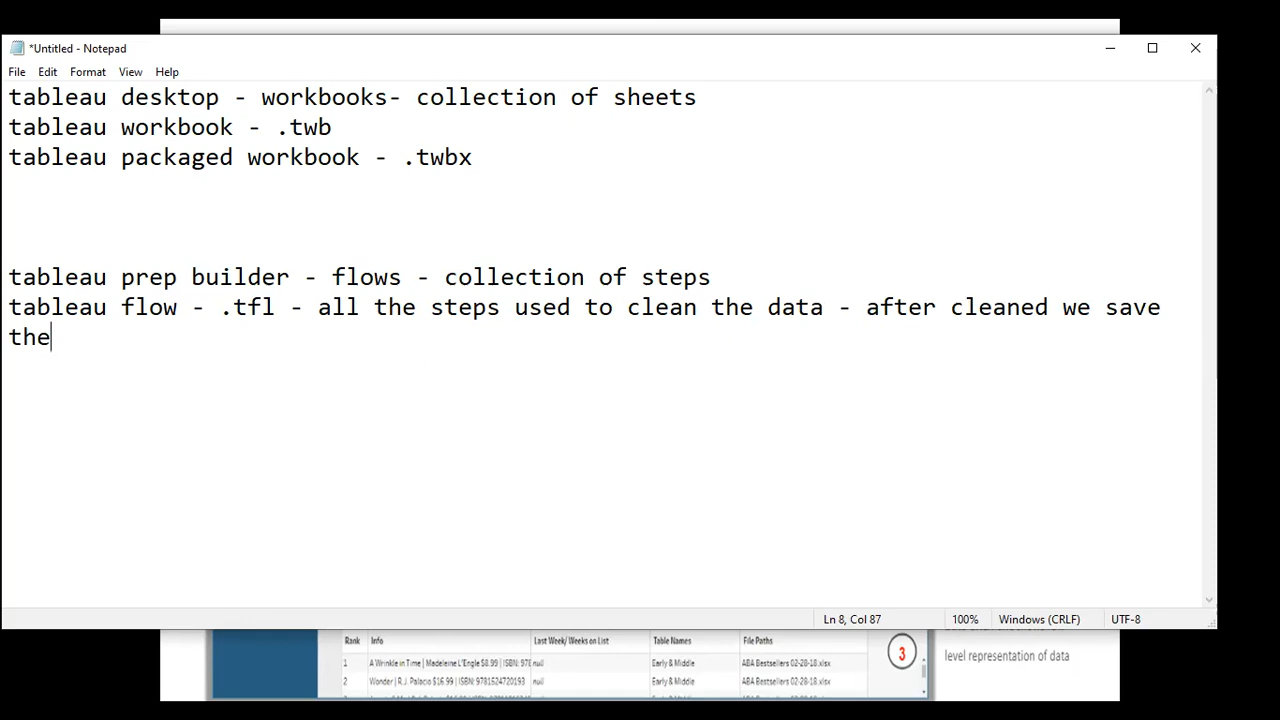 *Untitled - Notepad
File Edit Format View Help
tableau desktop - workbooks- collection of sheets
tableau workbook - .twb
tableau packaged workbook - .twbx
tableau prep builder - flows - collection of steps
tableau flow - .tfl - all the steps used to clean the data - after cleaned we save
the
Ln 8, Col 87 100% Windows (CRLF) UTF-8
Rank Info Last Week/ Weeks on List Table Names File Paths
1 A Wrinkle in Time | Madeleine L'Engle $8.99 | ISBN: 978 null Early & Middle ABA Bestsellers 02-28-18.xlsx
2 Wonder | R.J. Palacio $16.99 | ISBN: 9781524720193 null Early & Middle ABA Bestsellers 02-28-18.xlsx
3
level representation of data